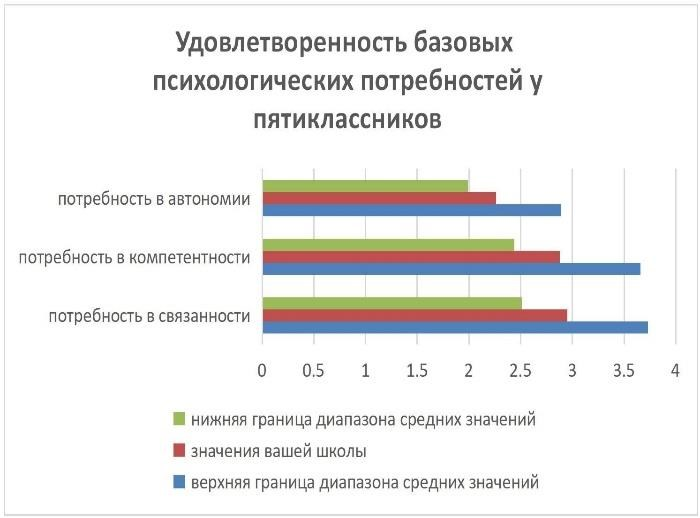 Удовлетворенность базовых
психологических потребностей у
пятиклассников
потребность в автономии
потребность в компетентности
потребность в связанности
0 0.5 1 1.5 2 2.5 3 3.5 4
нижняя граница диапазона средних значений
значения вашей школы
верхняя граница диапазона средних значений